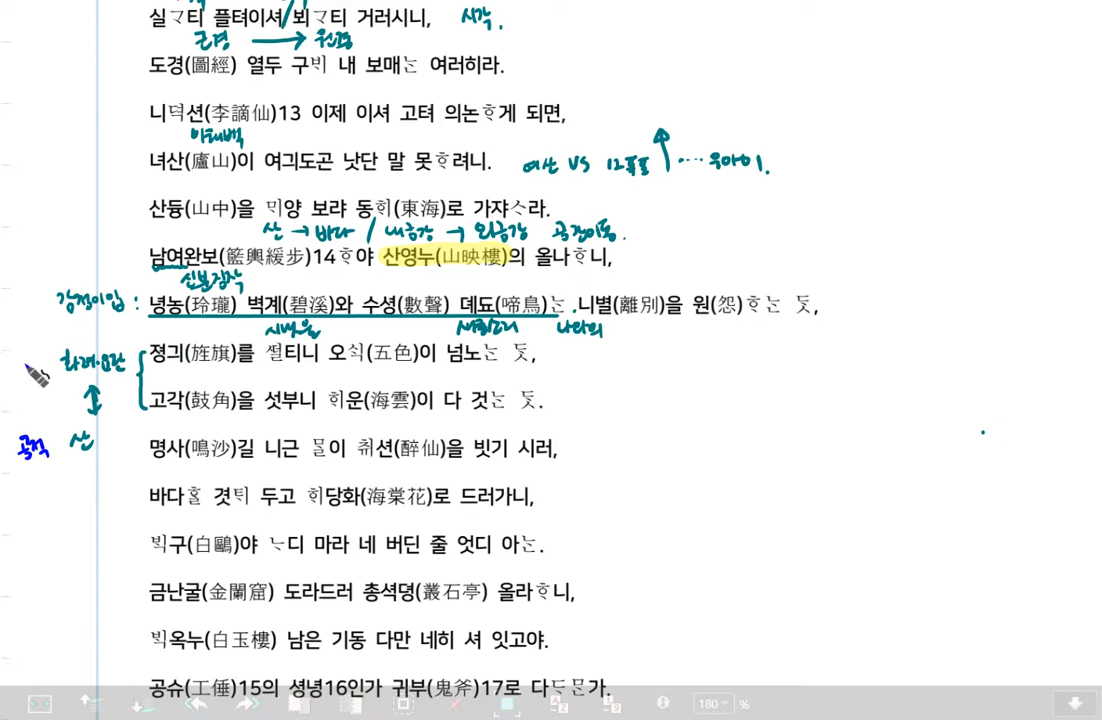 실ᄀᆞ티 플텨이셔 뵈ᄀᆞ티 거러시니, 시각.
근경 → 원경
도경(圖經) 열두 구ᄇᆡ 내 보매ᄂᆞᆫ 여러히라.
니뎍션(李謫仙)13 이제 이셔 고텨 의논ᄒᆞ게 되면,
이태백
녀산(廬山)이 여긔도곤 낫단 말 못ᄒᆞ려니. 여산 VS 12폭포 ↑ … 우아미.
산듕(山中)을 ᄆᆡ양 보랴 동ᄒᆡ(東海)로 가쟈ᄉᆞ라.
산 → 바다 / 내금강 → 외금강 공간이동.
남여완보(籃輿緩步)14ᄒᆞ야 산영누(山映樓)의 올나ᄒᆞ니,
신분짐작
감정이입 : 녕농(玲瓏) 벽계(碧溪)와 수셩(數聲) 뎨됴(啼鳥)ᄂᆞᆫ 니별(離別)을 원(怨)ᄒᆞᄂᆞᆫ ᄃᆞᆺ,
시냇물 새소리 나타의
화려·요란 졍긔(旌旗)를 ᄯᅥᆯ티니 오ᄉᆡᆨ(五色)이 넘노ᄂᆞᆫ ᄃᆞᆺ,
↕ 고각(鼓角)을 섯부니 ᄒᆡ운(海雲)이 다 것ᄂᆞᆫ ᄃᆞᆺ.
공적 산 명사(鳴沙)길 니근 ᄆᆞᆯ이 취션(醉仙)을 빗기 시러,
바다ᄒᆞᆯ 겻ᄐᆡ 두고 ᄒᆡ당화(海棠花)로 드러가니,
ᄇᆡᆨ구(白鷗)야 ᄂᆞ디 마라 네 버딘 줄 엇디 아ᄂᆞᆫ.
금난굴(金闌窟) 도라드러 총셕뎡(叢石亭) 올라ᄒᆞ니,
ᄇᆡᆨ옥누(白玉樓) 남은 기동 다만 네히 셔 잇고야.
공슈(工倕)15의 셩녕16인가 귀부(鬼斧)17로 다ᄃᆞᄆᆞᆫ가.
180 %